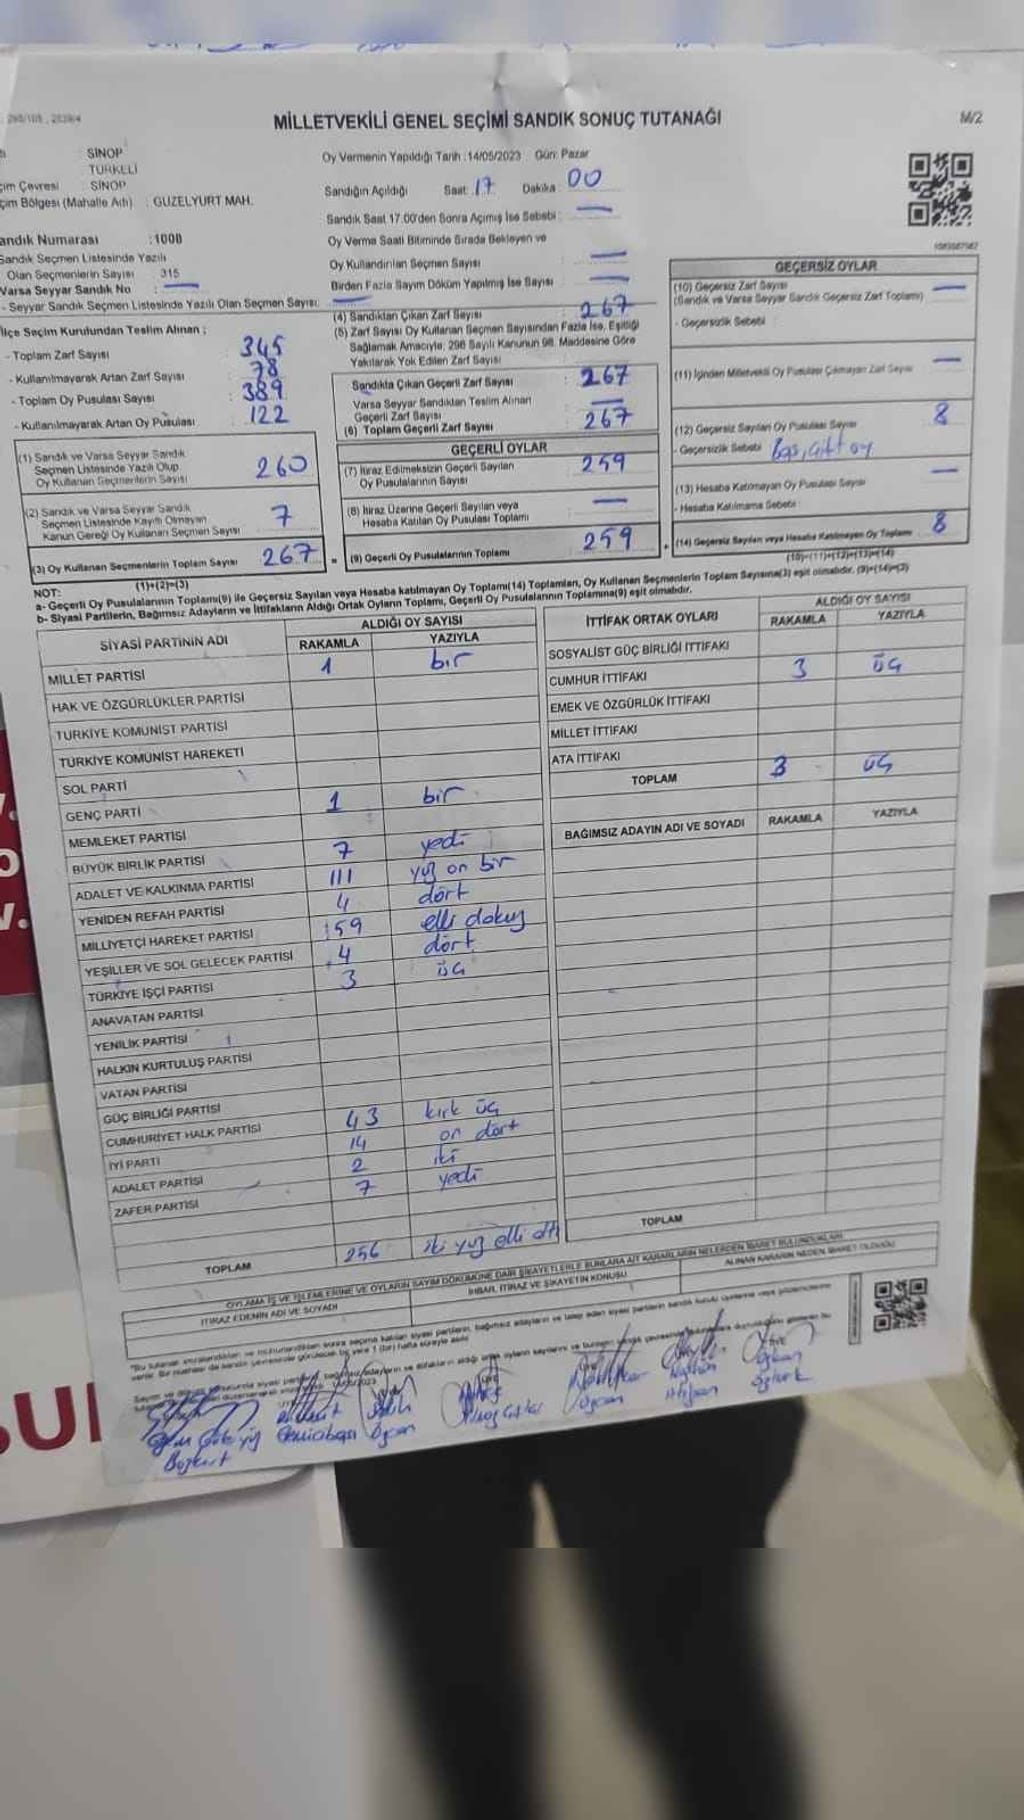 MİLLETVEKİLİ GENEL SEÇİMİ SANDIK SONUÇ TUTANAĞI
M/2
SİNOP
TÜRKELİ
çim Çevresi : SİNOP
çim Bölgesi (Mahalle Adı) : GÜZELYURT MAH.
Oy Vermenin Yapıldığı Tarih :14/05/2023 Gün: Pazar
Sandığın Açıldığı Saat: 17 Dakika: 00
Sandık Saat 17.00'den Sonra Açılmış İse Sebebi : —
andık Numarası :1008
Sandık Seçmen Listesinde Yazılı
Olan Seçmenlerin Sayısı 315
Varsa Seyyar Sandık No : —
- Seyyar Sandık Seçmen Listesinde Yazılı Olan Seçmen Sayısı: —
Oy Verme Saati Bitiminde Sırada Bekleyen ve
Oy Kullandırılan Seçmen Sayısı —
Birden Fazla Sayım Döküm Yapılmış İse Sayısı : —
İlçe Seçim Kurulundan Teslim Alınan ;
- Toplam Zarf Sayısı : 345
- Kullanılmayarak Artan Zarf Sayısı : 78
- Toplam Oy Pusulası Sayısı : 389
- Kullanılmayarak Artan Oy Pusulası : 122
(1) Sandık ve Varsa Seyyar Sandık
Seçmen Listesinde Yazılı Olup
Oy Kullanan Seçmenlerin Sayısı 260
(2) Sandık ve Varsa Seyyar Sandık
Seçmen Listesinde Kayıtlı Olmayan
Kanun Gereği Oy Kullanan Seçmen Sayısı 7
(3) Oy Kullanan Seçmenlerin Toplam Sayısı 267
(1)+(2)=(3)
(4) Sandıktan Çıkan Zarf Sayısı : 267
(5) Zarf Sayısı Oy Kullanan Seçmen Sayısından Fazla İse, Eşitliği
Sağlamak Amacıyla, 298 Sayılı Kanunun 98. Maddesine Göre
Yakılarak Yok Edilen Zarf Sayısı
Sandıkta Çıkan Geçerli Zarf Sayısı : 267
Varsa Seyyar Sandıktan Teslim Alınan
Geçerli Zarf Sayısı : —
(6) Toplam Geçerli Zarf Sayısı : 267
GEÇERLİ OYLAR
(7) İtiraz Edilmeksizin Geçerli Sayılan
Oy Pusulalarının Sayısı 259
(8) İtiraz Üzerine Geçerli Sayılan veya
Hesaba Katılan Oy Pusulası Toplamı —
(9) Geçerli Oy Pusulalarının Toplamı 259
GEÇERSİZ OYLAR
(10) Geçersiz Zarf Sayısı —
(Sandık ve Varsa Seyyar Sandık Geçersiz Zarf Toplamı)
- Geçersizlik Sebebi :
(11) İçinden Milletvekili Oy Pusulası Çıkmayan Zarf Sayısı —
(12) Geçersiz Sayılan Oy Pusulası Sayısı 8
- Geçersizlik Sebebi : Boş, Çift oy
(13) Hesaba Katılmayan Oy Pusulası Sayısı —
- Hesaba Katılmama Sebebi :
(14) Geçersiz Sayılan veya Hesaba Katılmayan Oy Toplamı 8
(10)+(11)+(12)+(13)=(14)
NOT:
a- Geçerli Oy Pusulalarının Toplamı(9) ile Geçersiz Sayılan veya Hesaba katılmayan Oy Toplamı(14) Toplamları, Oy Kullanan Seçmenlerin Toplam Sayısına(3) eşit olmalıdır. (9)+(14)=(3)
b- Siyasi Partilerin, Bağımsız Adayların ve İttifakların Aldığı Ortak Oyların Toplamı, Geçerli Oy Pusulalarının Toplamına(9) eşit olmalıdır.
SİYASİ PARTİNİN ADI
ALDIĞI OY SAYISI
RAKAMLA YAZIYLA
MİLLET PARTİSİ 1 bir
HAK VE ÖZGÜRLÜKLER PARTİSİ
TÜRKİYE KOMÜNİST PARTİSİ
TÜRKİYE KOMÜNİST HAREKETİ
SOL PARTİ
GENÇ PARTİ 1 bir
MEMLEKET PARTİSİ
BÜYÜK BİRLİK PARTİSİ 7 yedi
ADALET VE KALKINMA PARTİSİ 111 yüz on bir
YENİDEN REFAH PARTİSİ 4 dört
MİLLİYETÇİ HAREKET PARTİSİ 59 elli dokuz
YEŞİLLER VE SOL GELECEK PARTİSİ 4 dört
TÜRKİYE İŞÇİ PARTİSİ 3 üç
ANAVATAN PARTİSİ
YENİLİK PARTİSİ
HALKIN KURTULUŞ PARTİSİ
VATAN PARTİSİ
GÜÇ BİRLİĞİ PARTİSİ
CUMHURİYET HALK PARTİSİ 43 kırk üç
İYİ PARTİ 14 on dört
ADALET PARTİSİ 2 iki
ZAFER PARTİSİ 7 yedi
TOPLAM 256 iki yüz elli altı
İTTİFAK ORTAK OYLARI
ALDIĞI OY SAYISI
RAKAMLA YAZIYLA
SOSYALİST GÜÇ BİRLİĞİ İTTİFAKI
CUMHUR İTTİFAKI 3 üç
EMEK VE ÖZGÜRLÜK İTTİFAKI
MİLLET İTTİFAKI
ATA İTTİFAKI
TOPLAM 3 üç
BAĞIMSIZ ADAYIN ADI VE SOYADI RAKAMLA YAZIYLA
TOPLAM
OYLAMA İŞ VE İŞLEMLERİNE VE OYLARIN SAYIM DÖKÜMÜNE DAİR ŞİKAYETLERLE BUNLARA AİT KARARLARIN NELERDEN İBARET BULUNDUKLARI
İTİRAZ EDENİN ADI VE SOYADI
İHBAR, İTİRAZ VE ŞİKAYETİN KONUSU
ALINAN KARARIN NEDEN İBARET OLDUĞU
Bozkurt
Özcan
Özcan
Özkan
Öztürk